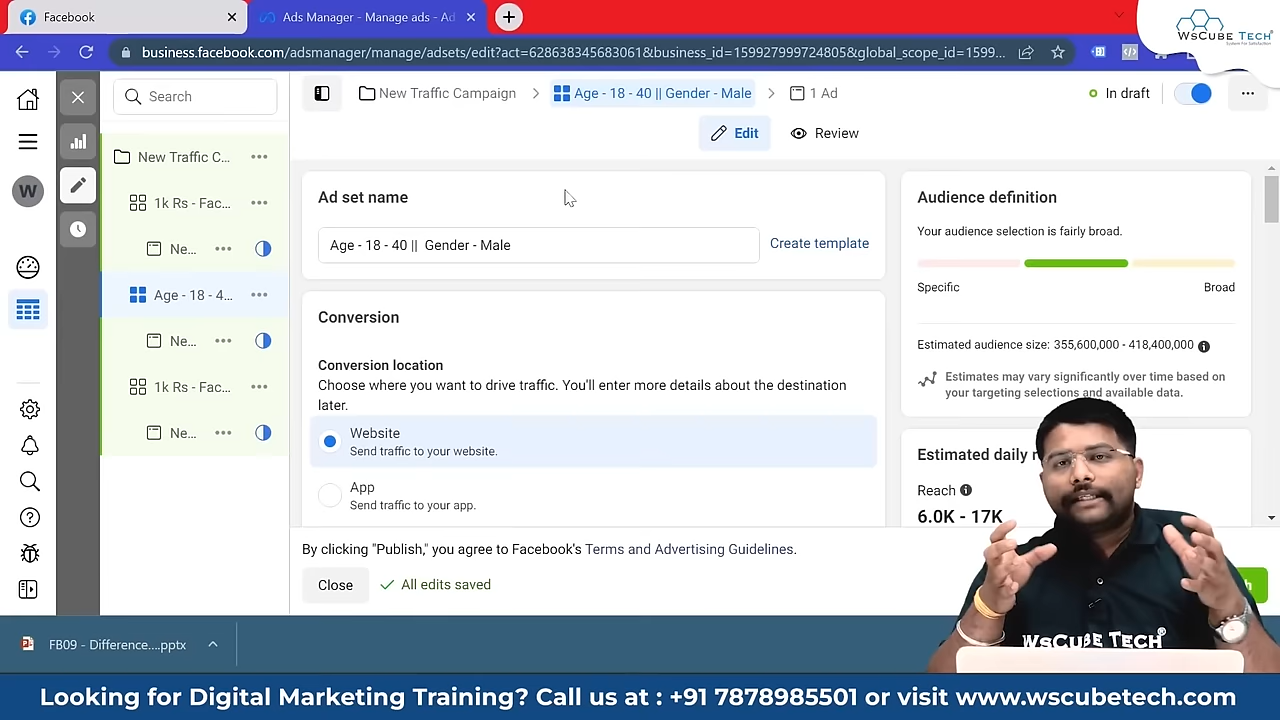 Facebook
Ads Manager - Manage ads - Ad
WsCube Tech
business.facebook.com/adsmanager/manage/adsets/edit?act=628638345683061&business_id=159927999724805&global_scope_id=1599...
Search
New Traffic Campaign
Age - 18 - 40 || Gender - Male
1 Ad
In draft
Edit
Review
W
New Traffic C...
1k Rs - Fac...
Ne...
Age - 18 - 4...
Ne...
1k Rs - Fac...
Ne...
Ad set name
Age - 18 - 40 || Gender - Male
Create template
Conversion
Conversion location
Choose where you want to drive traffic. You'll enter more details about the destination
later.
Website
Send traffic to your website.
App
Send traffic to your app.
Audience definition
Your audience selection is fairly broad.
Specific
Broad
Estimated audience size: 355,600,000 - 418,400,000
Estimates may vary significantly over time based on
your targeting selections and available data.
Estimated daily
Reach
6.0K - 17K
By clicking "Publish," you agree to Facebook's Terms and Advertising Guidelines.
Close
All edits saved
WsCube Tech
FB09 - Difference....pptx
Looking for Digital Marketing Training? Call us at : +91 7878985501 or visit www.wscubetech.com